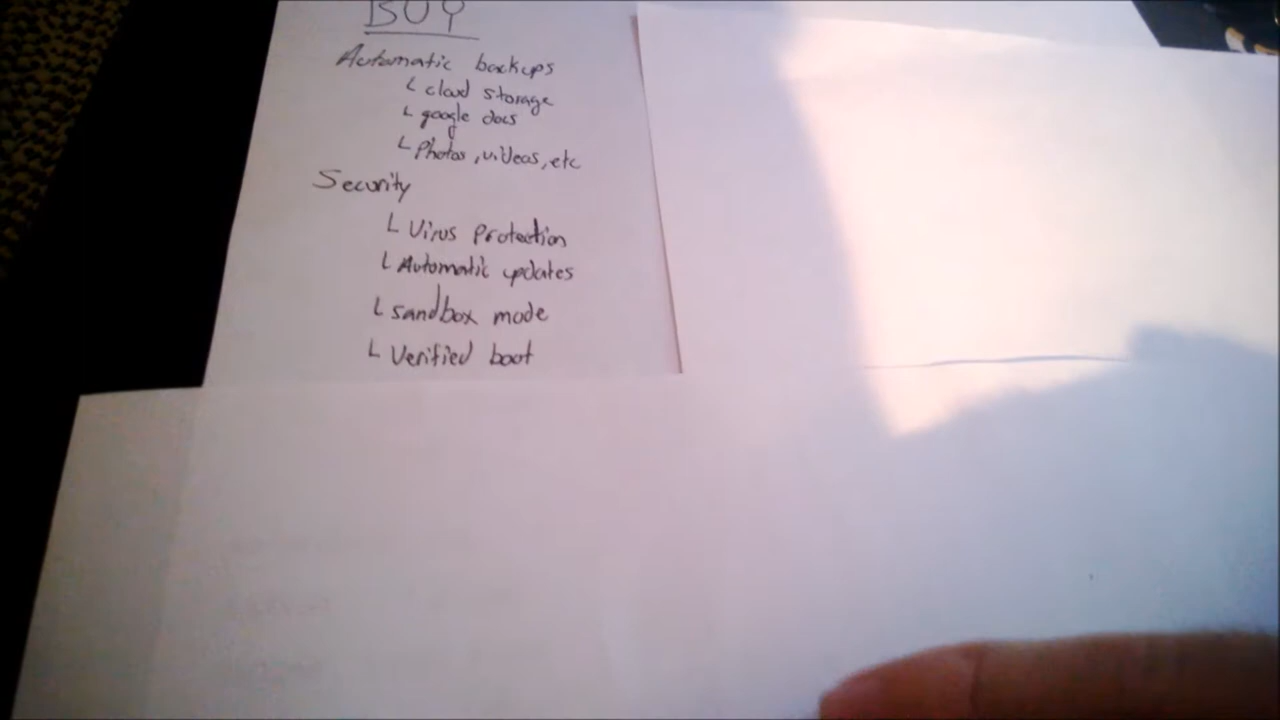 BUY
Automatic backups
└ cloud storage
└ google docs
└ Photos, videos, etc
Security
└ Virus Protection
└ Automatic updates
└ sandbox mode
└ Verified boot